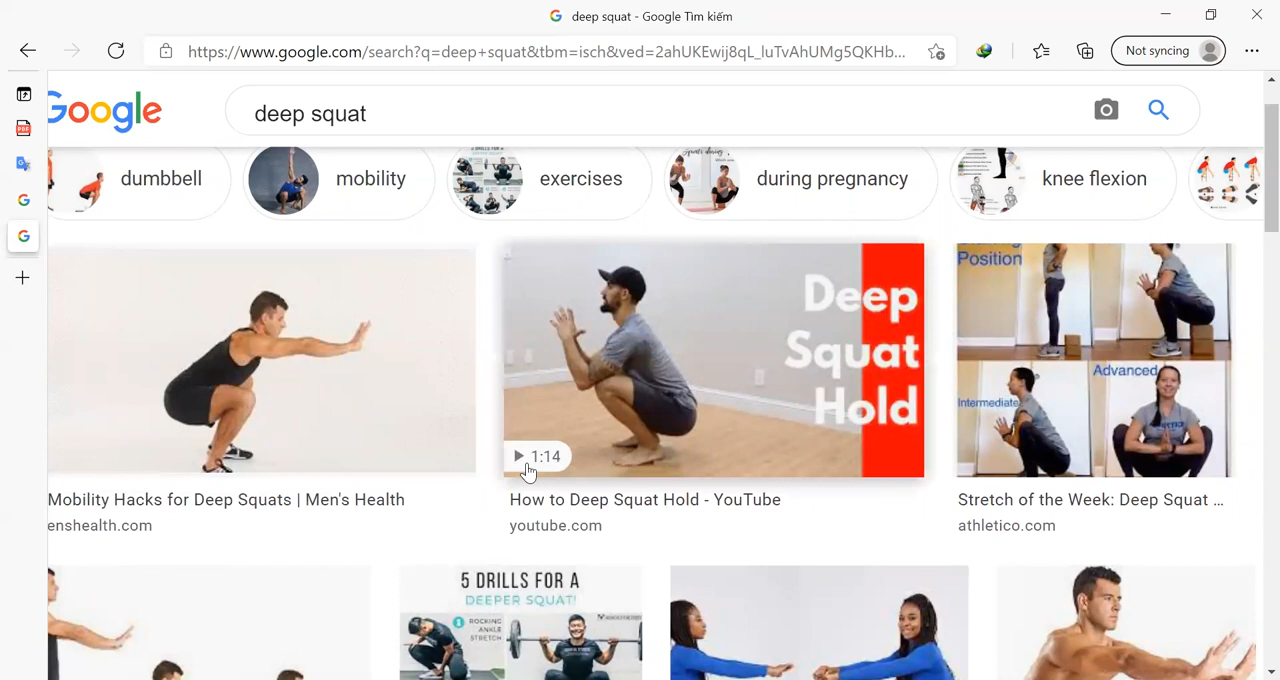 deep squat - Google Tìm kiếm
https://www.google.com/search?q=deep+squat&tbm=isch&ved=2ahUKEwij8qL_luTvAhUMg5QKHb...
Not syncing
PDF
Google
deep squat
dumbbell
mobility
exercises
during pregnancy
knee flexion
Deep
Squat
Hold
1:14
Position
Intermediate
Advanced
Mobility Hacks for Deep Squats | Men's Health
enshealth.com
How to Deep Squat Hold - YouTube
youtube.com
Stretch of the Week: Deep Squat ...
athletico.com
5 DRILLS FOR A
DEEPER SQUAT!
1 ROCKING
ANKLE
STRETCH